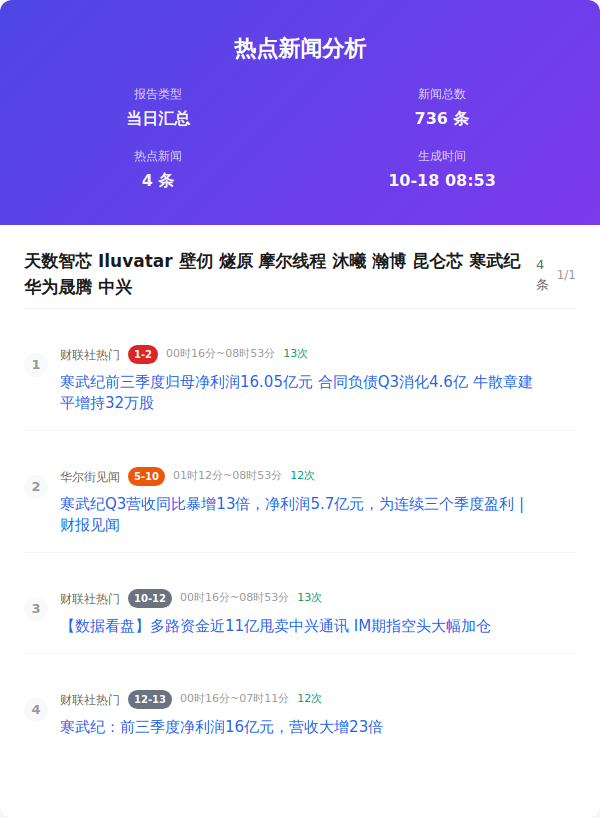 热点新闻分析
报告类型
新闻总数
当日汇总
736 条
热点新闻
生成时间
4 条
10-18 08:53
天数智芯 Iluvatar 壁仞 燧原 摩尔线程 沐曦 瀚博 昆仑芯 寒武纪
华为晟腾 中兴
4
条
1/1
1
财联社热门 1-2 00时16分~08时53分 13次
寒武纪前三季度归母净利润16.05亿元 合同负债Q3消化4.6亿 牛散章建
平增持32万股
2
华尔街见闻 5-10 01时12分~08时53分 12次
寒武纪Q3营收同比暴增13倍，净利润5.7亿元，为连续三个季度盈利 |
财报见闻
3
财联社热门 10-12 00时16分~08时53分 13次
【数据看盘】多路资金近11亿甩卖中兴通讯 IM期指空头大幅加仓
4
财联社热门 12-13 00时16分~07时11分 12次
寒武纪：前三季度净利润16亿元，营收大增23倍